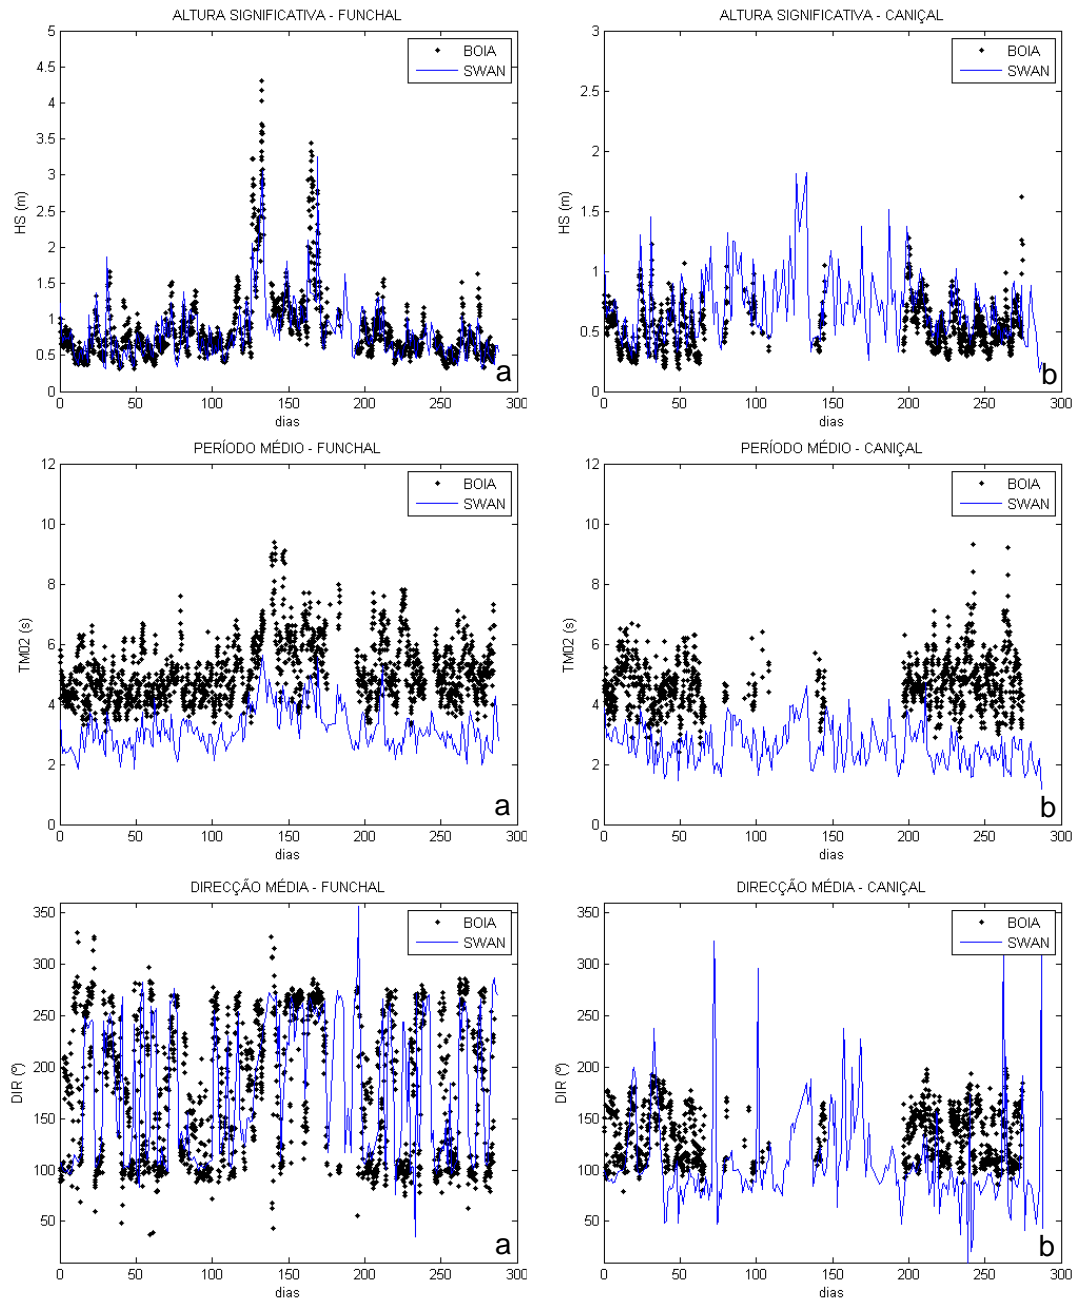 ALTURA SIGNIFICATIVA - FUNCHAL
5
4.5
4
3.5
3
2.5
2
1.5
1
0.5
0
HS (m)
BOIA
SWAN
a
0 50 100 150 200 250 300
dias
ALTURA SIGNIFICATIVA - CANIÇAL
3
2.5
2
1.5
1
0.5
0
HS (m)
BOIA
SWAN
b
0 50 100 150 200 250 300
dias
PERÍODO MÉDIO - FUNCHAL
12
10
8
6
4
2
0
TM02 (s)
BOIA
SWAN
a
0 50 100 150 200 250 300
dias
PERÍODO MÉDIO - CANIÇAL
12
10
8
6
4
2
0
TM02 (s)
BOIA
SWAN
b
0 50 100 150 200 250 300
dias
DIRECÇÃO MÉDIA - FUNCHAL
350
300
250
200
150
100
50
DIR (º)
BOIA
SWAN
a
0 50 100 150 200 250 300
dias
DIRECÇÃO MÉDIA - CANIÇAL
350
300
250
200
150
100
50
DIR (º)
BOIA
SWAN
b
0 50 100 150 200 250 300
dias